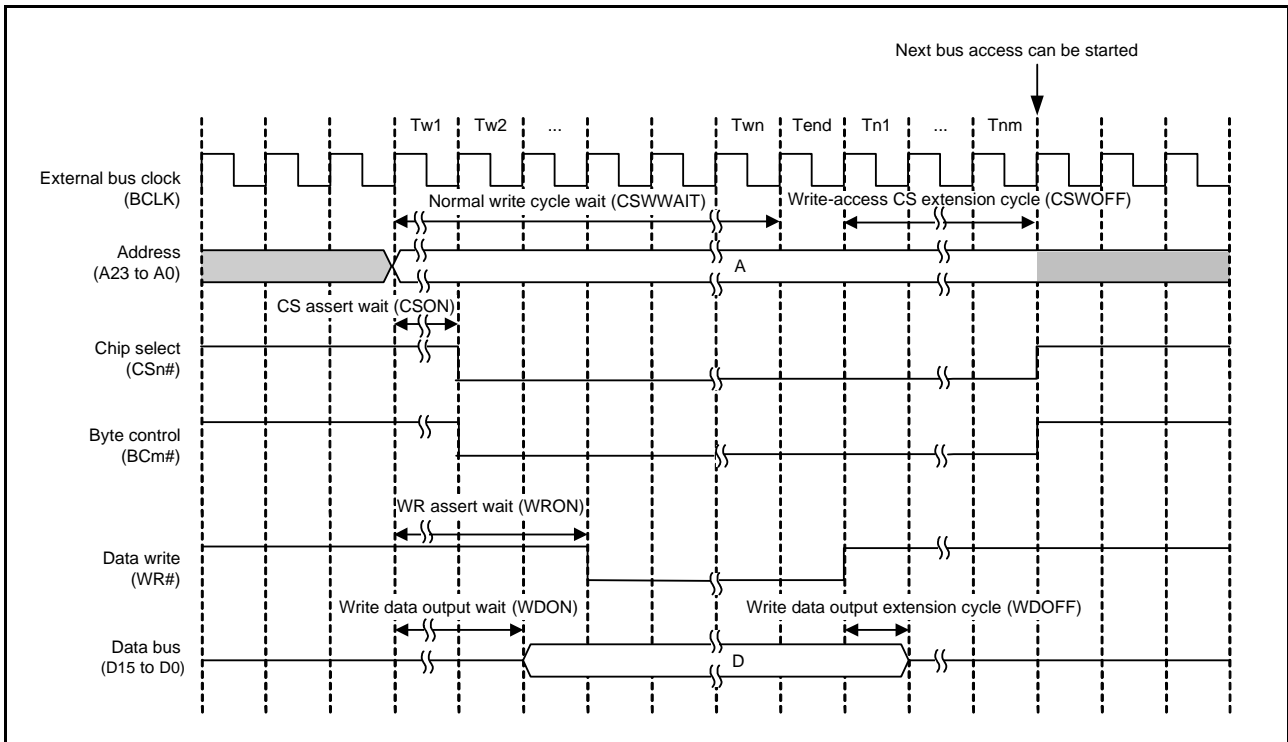 Next bus access can be started
Tw1 Tw2 ... Twn Tend Tn1 ... Tnm
External bus clock
(BCLK)
Normal write cycle wait (CSWWAIT) Write-access CS extension cycle (CSWOFF)
Address
(A23 to A0)
A
CS assert wait (CSON)
Chip select
(CSn#)
Byte control
(BCm#)
WR assert wait (WRON)
Data write
(WR#)
Write data output wait (WDON) Write data output extension cycle (WDOFF)
Data bus
(D15 to D0)
D